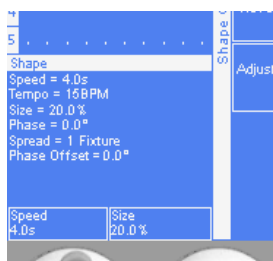 5 . . . . . . . . . .
Shape
Speed = 4.0s
Tempo = 15BPM
Size = 20.0%
Phase = 0.0°
Spread = 1 Fixture
Phase Offset = 0.0°
Speed
4.0s
Size
20.0%
Shape
Adjust